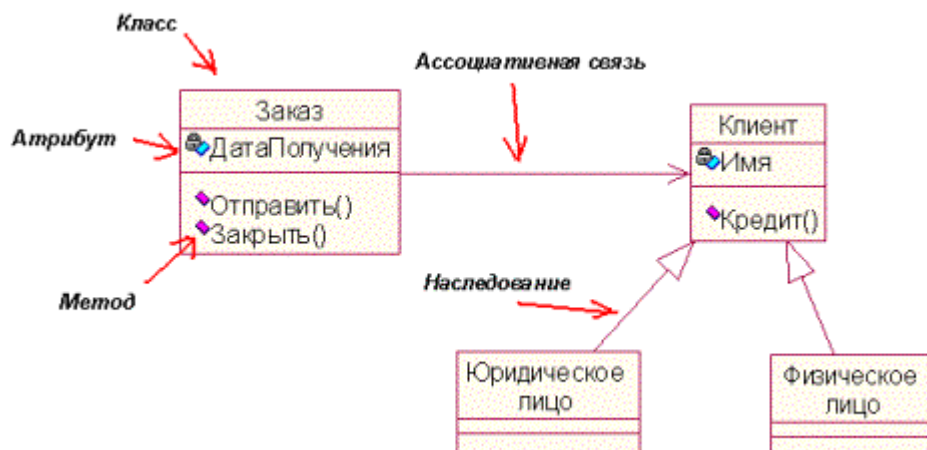 Класс
Ассоциативная связь
Заказ
Клиент
Атрибут
ДатаПолучения
Имя
Отправить()
Закрыть()
Кредит()
Метод
Наследование
Юридическое
лицо
Физическое
лицо